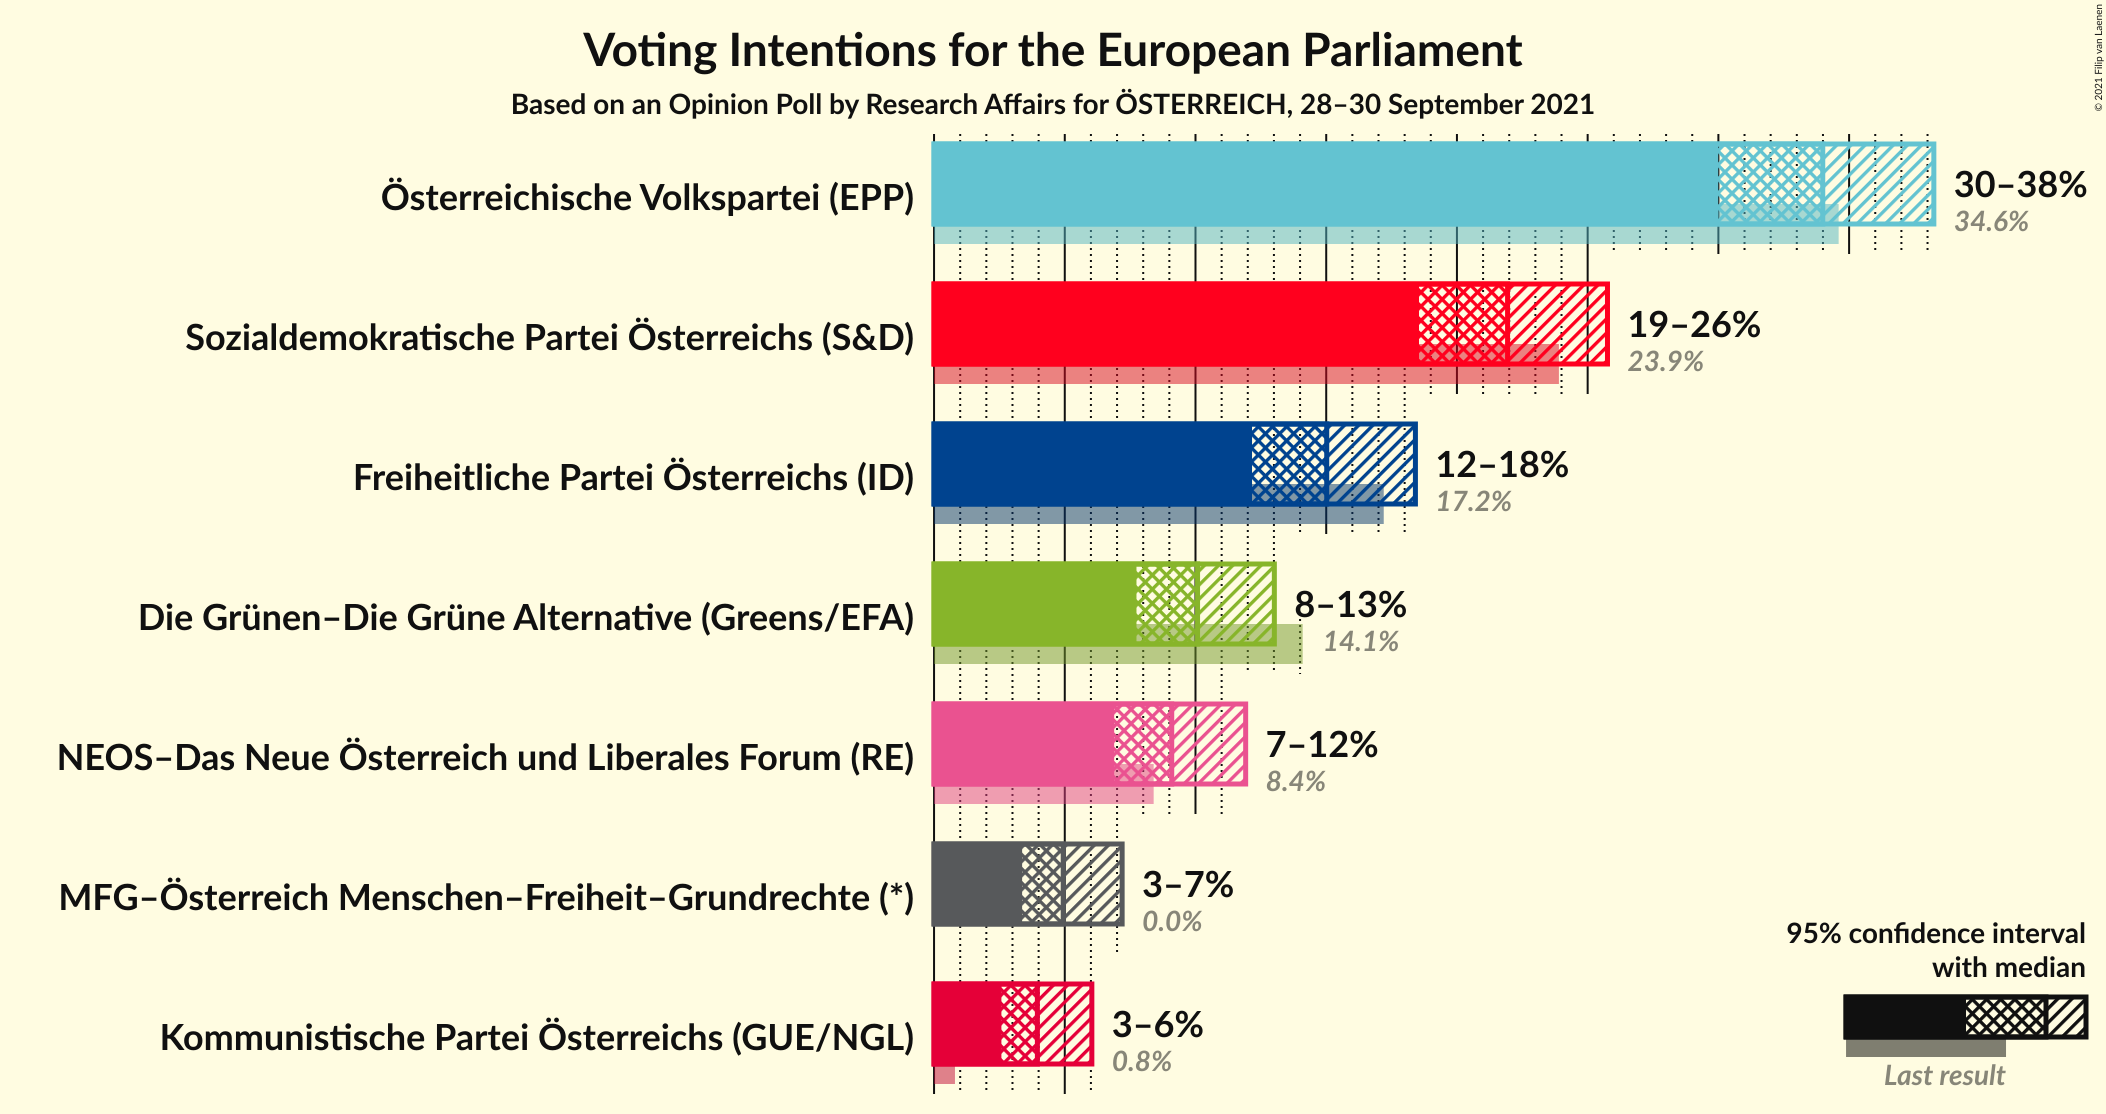 Voting Intentions for the European Parliament
Based on an Opinion Poll by Research Affairs for ÖSTERREICH, 28–30 September 2021
© 2021 Filip van Laenen
Österreichische Volkspartei (EPP)
30–38%
34.6%
Sozialdemokratische Partei Österreichs (S&D)
19–26%
23.9%
Freiheitliche Partei Österreichs (ID)
12–18%
17.2%
Die Grünen–Die Grüne Alternative (Greens/EFA)
8–13%
14.1%
NEOS–Das Neue Österreich und Liberales Forum (RE)
7–12%
8.4%
MFG–Österreich Menschen–Freiheit–Grundrechte (*)
3–7%
0.0%
Kommunistische Partei Österreichs (GUE/NGL)
3–6%
0.8%
95% confidence interval
with median
Last result